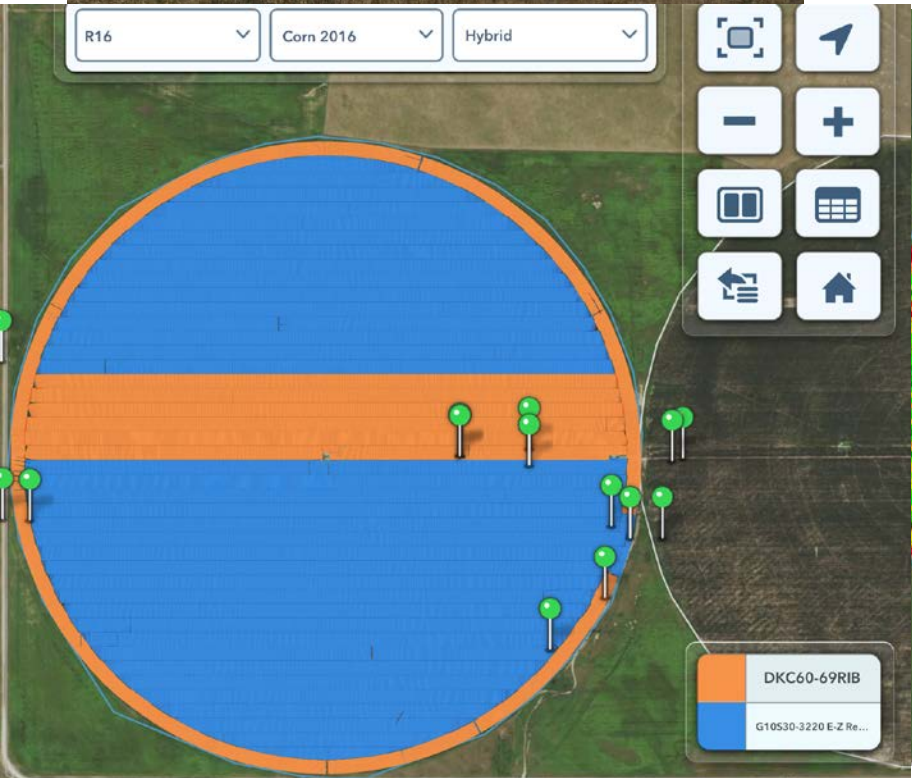 R16
Corn 2016
Hybrid
DKC60-69RIB
G10S30-3220 E-Z Re...